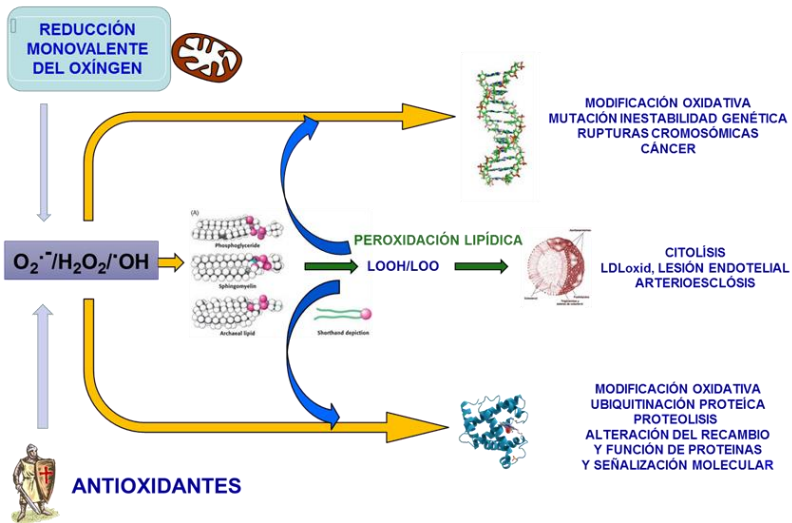 REDUCCIÓN
MONOVALENTE
DEL OXÍNGEN
MODIFICACIÓN OXIDATIVA
MUTACIÓN INESTABILIDAD GENÉTICA
RUPTURAS CROMOSÓMICAS
CÁNCER
(A)
Phosphoglyceride
Sphingomyelin
Archaeal lipid
Shorthand depiction
O₂·⁻/H₂O₂/·OH
PEROXIDACIÓN LIPÍDICA
LOOH/LOO
CITOLÍSIS
LDLoxid, LESIÓN ENDOTELIAL
ARTERIOESCLÓSIS
MODIFICACIÓN OXIDATIVA
UBIQUITINACIÓN PROTEÍCA
PROTEOLISIS
ALTERACIÓN DEL RECAMBIO
Y FUNCIÓN DE PROTEINAS
Y SEÑALIZACIÓN MOLECULAR
ANTIOXIDANTES